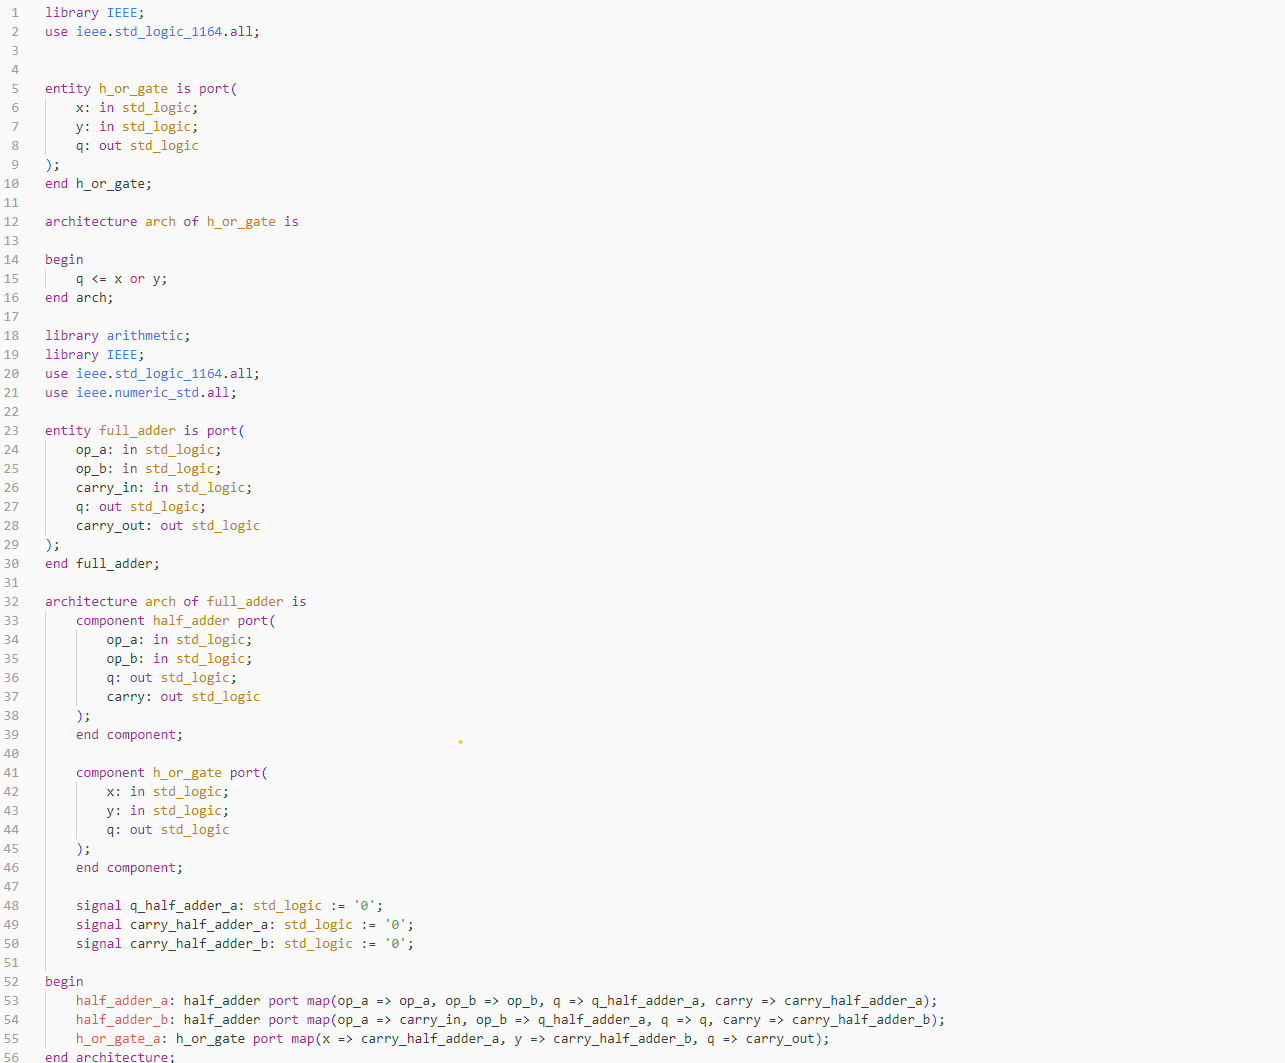 1 library IEEE;
2 use ieee.std_logic_1164.all;
3
4
5 entity h_or_gate is port(
6     x: in std_logic;
7     y: in std_logic;
8     q: out std_logic
9 );
10 end h_or_gate;
11
12 architecture arch of h_or_gate is
13
14 begin
15     q <= x or y;
16 end arch;
17
18 library arithmetic;
19 library IEEE;
20 use ieee.std_logic_1164.all;
21 use ieee.numeric_std.all;
22
23 entity full_adder is port(
24     op_a: in std_logic;
25     op_b: in std_logic;
26     carry_in: in std_logic;
27     q: out std_logic;
28     carry_out: out std_logic
29 );
30 end full_adder;
31
32 architecture arch of full_adder is
33     component half_adder port(
34         op_a: in std_logic;
35         op_b: in std_logic;
36         q: out std_logic;
37         carry: out std_logic
38     );
39     end component;
40
41     component h_or_gate port(
42         x: in std_logic;
43         y: in std_logic;
44         q: out std_logic
45     );
46     end component;
47
48     signal q_half_adder_a: std_logic := '0';
49     signal carry_half_adder_a: std_logic := '0';
50     signal carry_half_adder_b: std_logic := '0';
51
52 begin
53     half_adder_a: half_adder port map(op_a => op_a, op_b => op_b, q => q_half_adder_a, carry => carry_half_adder_a);
54     half_adder_b: half_adder port map(op_a => carry_in, op_b => q_half_adder_a, q => q, carry => carry_half_adder_b);
55     h_or_gate_a: h_or_gate port map(x => carry_half_adder_a, y => carry_half_adder_b, q => carry_out);
56 end architecture;